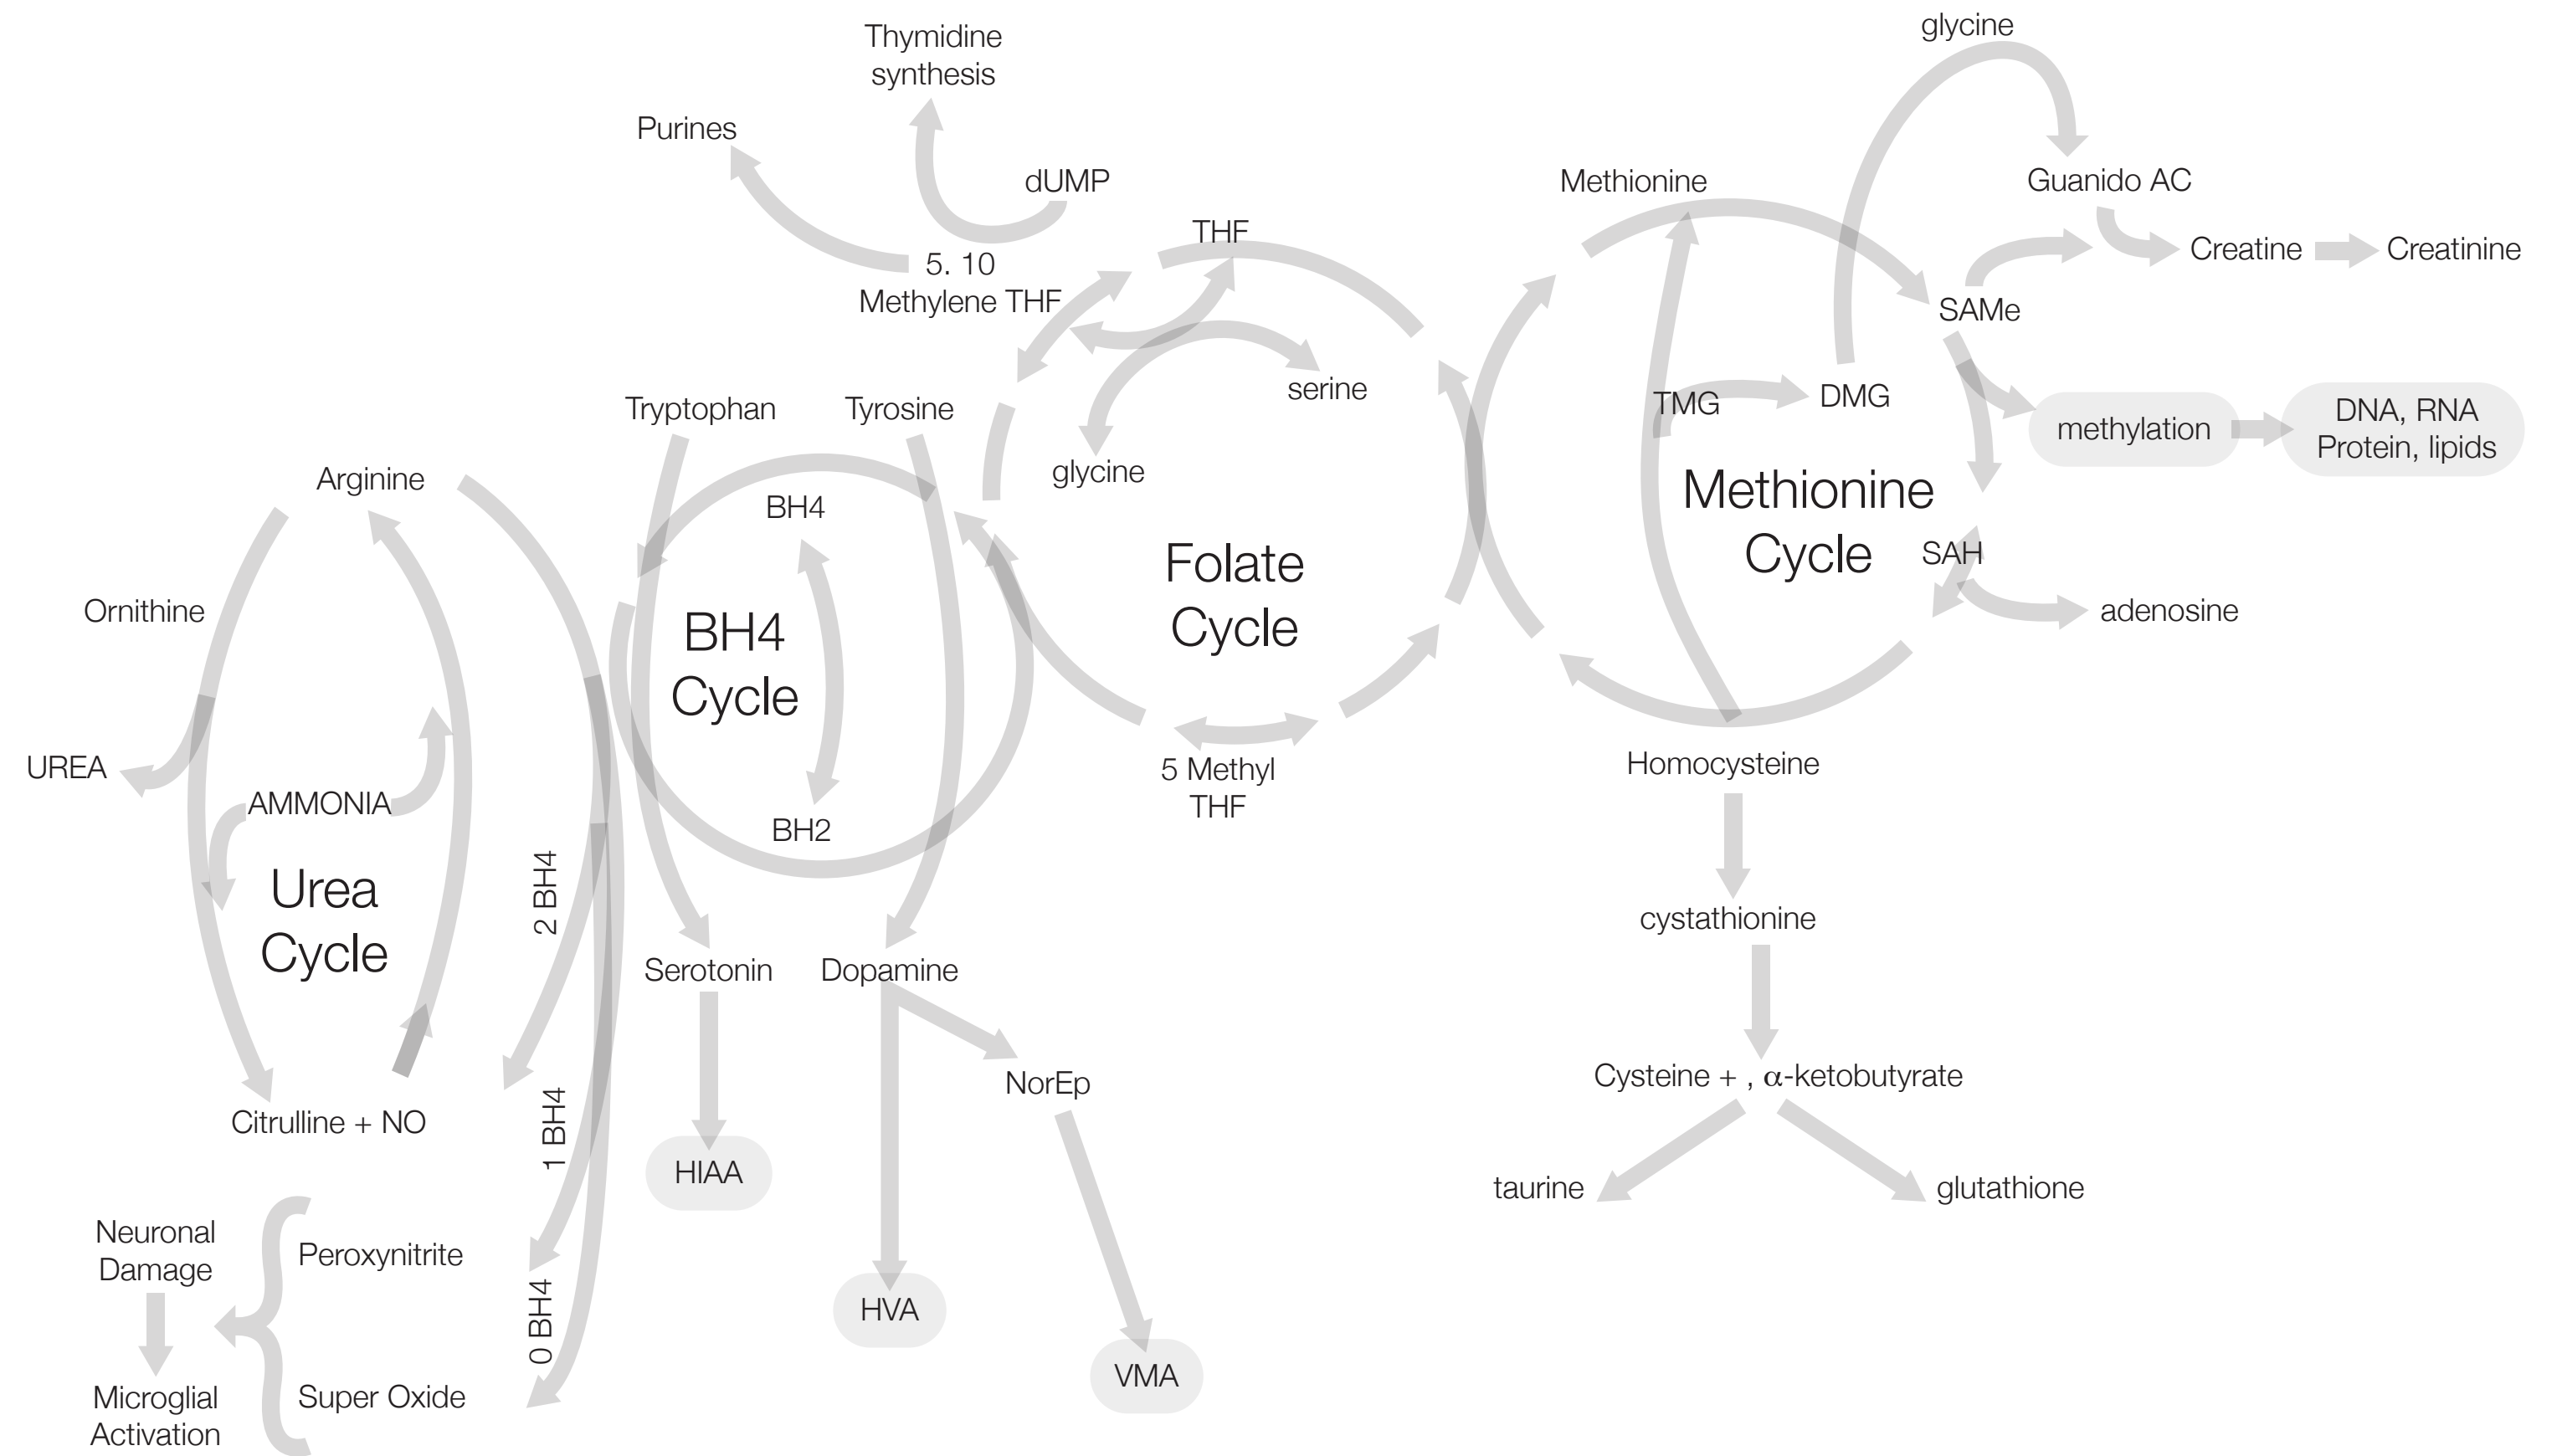 glycine
Thymidine
synthesis
Purines
dUMP
Methionine
Guanido AC
THF
5. 10
Methylene THF
Creatine
Creatinine
SAMe
serine
TMG
DMG
Tryptophan
Tyrosine
methylation
DNA, RNA
Protein, lipids
glycine
Arginine
BH4
Methionine
Cycle
SAH
Folate
Cycle
Ornithine
adenosine
BH4
Cycle
UREA
Homocysteine
5 Methyl
THF
AMMONIA
BH2
Urea
Cycle
2 BH4
cystathionine
Serotonin
Dopamine
NorEp
Cysteine + , α-ketobutyrate
Citrulline + NO
1 BH4
HIAA
taurine
glutathione
Neuronal
Damage
Peroxynitrite
0 BH4
HVA
VMA
Microglial
Activation
Super Oxide